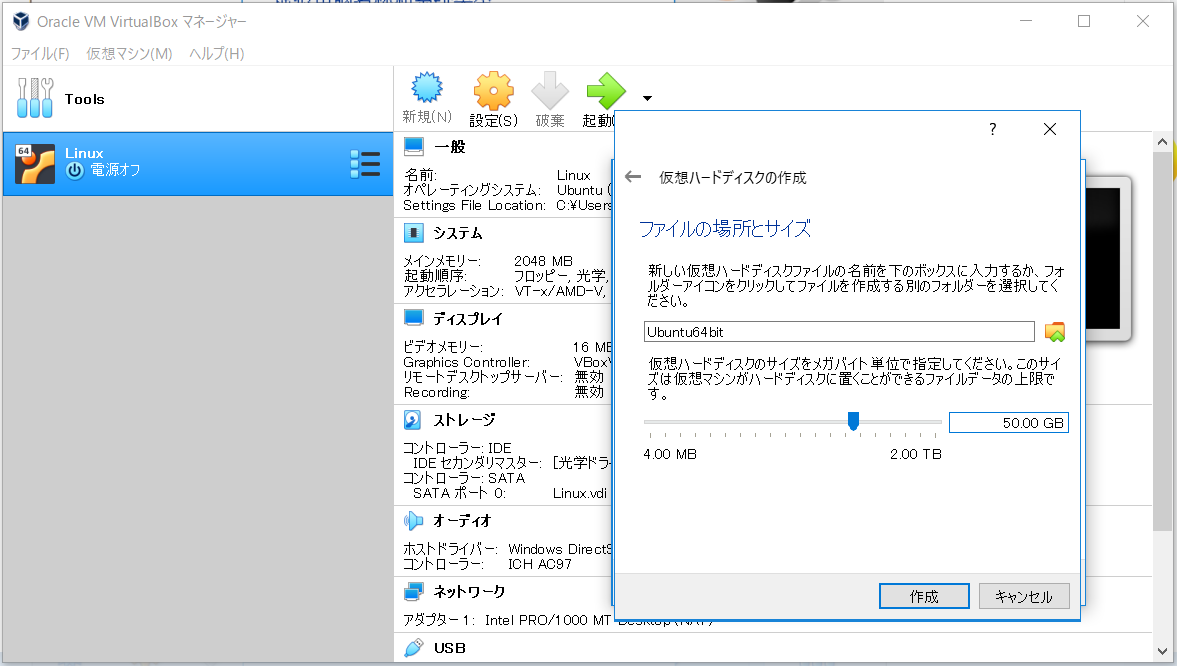 Oracle VM VirtualBox マネージャー
ファイル(F) 仮想マシン(M) ヘルプ(H)
Tools
64
Linux
電源オフ
新規(N) 設定(S) 破棄 起動(
一般
名前: Linux
オペレーティングシステム: Ubuntu (
Settings File Location: C:¥Users
システム
メインメモリー: 2048 MB
起動順序: フロッピー, 光学,
アクセラレーション: VT-x/AMD-V,
ディスプレイ
ビデオメモリー: 16 MB
Graphics Controller: VBox
リモートデスクトップサーバー: 無効
Recording: 無効
ストレージ
コントローラー: IDE
IDE セカンダリマスター: [光学ドラ
コントローラー: SATA
SATA ポート 0: Linux.vdi
オーディオ
ホストドライバー: Windows DirectS
コントローラー: ICH AC97
ネットワーク
アダプター 1: Intel PRO/1000 MT
USB
?
仮想ハードディスクの作成
ファイルの場所とサイズ
新しい仮想ハードディスクファイルの名前を下のボックスに入力するか、フォ
ルダーアイコンをクリックしてファイルを作成する別のフォルダーを選択してく
ださい。
Ubuntu64bit
仮想ハードディスクのサイズをメガバイト単位で指定してください。このサイ
ズは仮想マシンがハードディスクに置くことができるファイルデータの上限で
す。
50.00 GB
4.00 MB 2.00 TB
作成 キャンセル